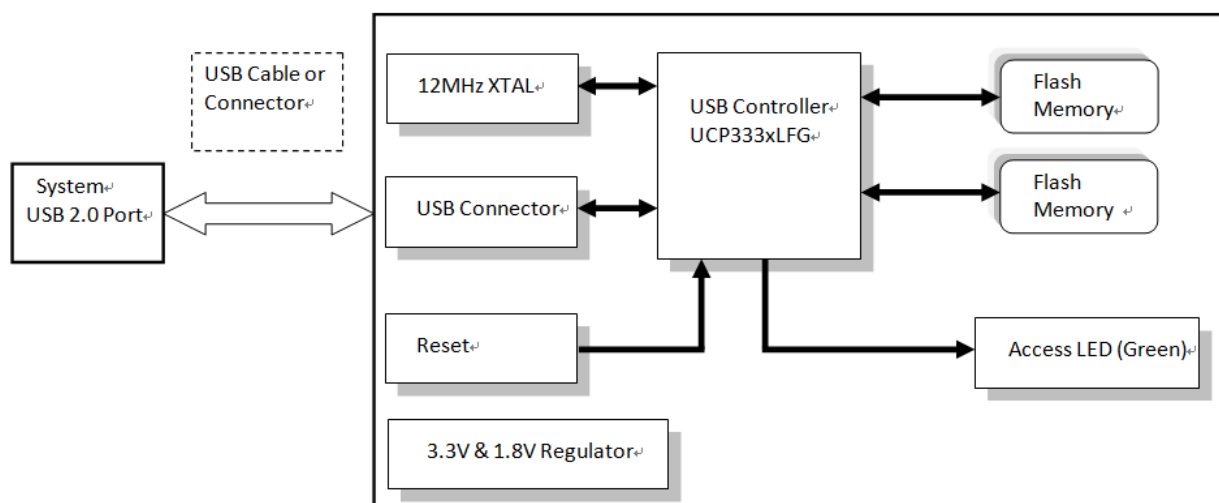 USB Cable or
Connector
System
USB 2.0 Port
12MHz XTAL
USB Connector
Reset
3.3V & 1.8V Regulator
USB Controller
UCP333xLFG
Flash
Memory
Flash
Memory
Access LED (Green)